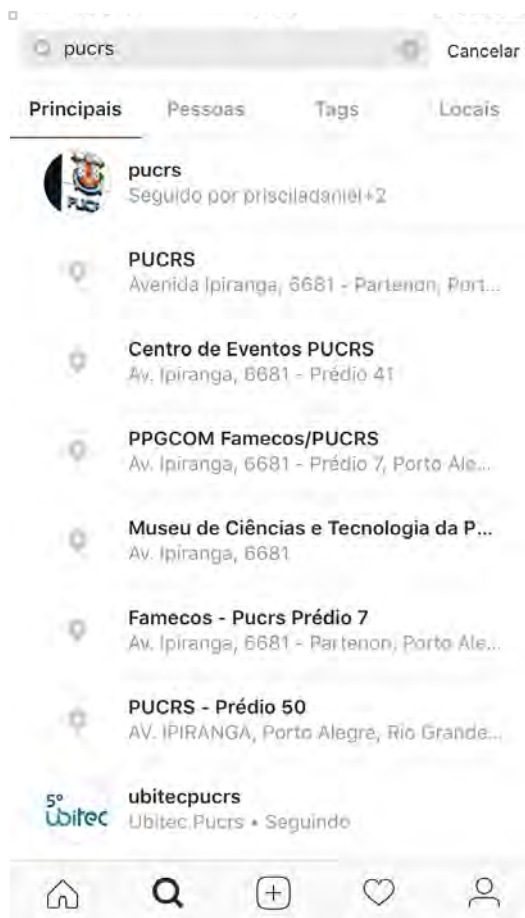 pucrs
Cancelar
Principais Pessoas Tags Locais
pucrs
Seguido por prisciladaniel+2
PUCRS
Avenida Ipiranga, 6681 - Partenon, Port...
Centro de Eventos PUCRS
Av. Ipiranga, 6681 - Prédio 41
PPGCOM Famecos/PUCRS
Av. Ipiranga, 6681 - Prédio 7, Porto Ale...
Museu de Ciências e Tecnologia da P...
Av. Ipiranga, 6681
Famecos - Pucrs Prédio 7
Av. Ipiranga, 6681 - Partenon, Porto Ale...
PUCRS - Prédio 50
AV. IPIRANGA, Porto Alegre, Rio Grande...
5º
ubitec
ubitecpucrs
Ubitec.Pucrs • Seguindo